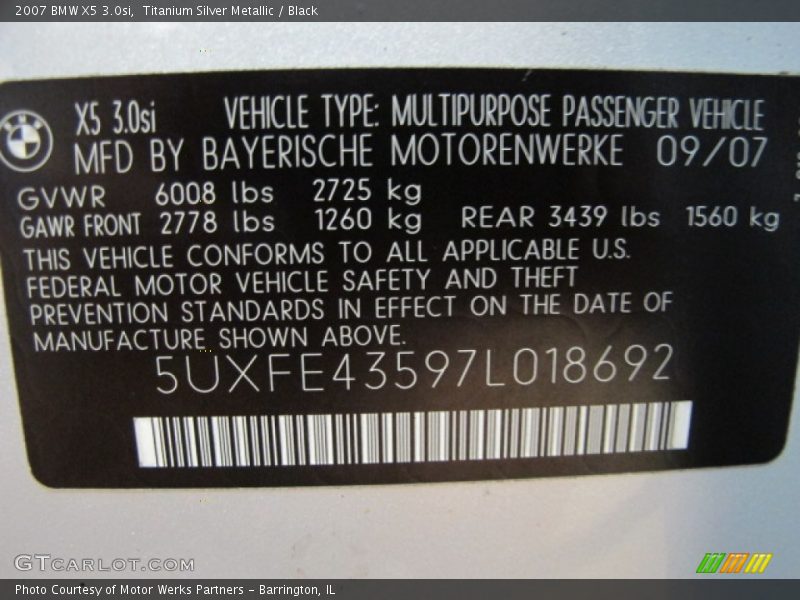 2007 BMW X5 3.0si,  Titanium Silver Metallic / Black
X5 3.0si VEHICLE TYPE: MULTIPURPOSE PASSENGER VEHICLE
MFD BY BAYERISCHE MOTORENWERKE 09/07
GVWR 6008 lbs 2725 kg
GAWR FRONT 2778 lbs 1260 kg REAR 3439 lbs 1560 kg
THIS VEHICLE CONFORMS TO ALL APPLICABLE U.S.
FEDERAL MOTOR VEHICLE SAFETY AND THEFT
PREVENTION STANDARDS IN EFFECT ON THE DATE OF
MANUFACTURE SHOWN ABOVE.
5UXFE43597L018692
GTCARLOT.COM
Photo Courtesy of Motor Werks Partners - Barrington, IL